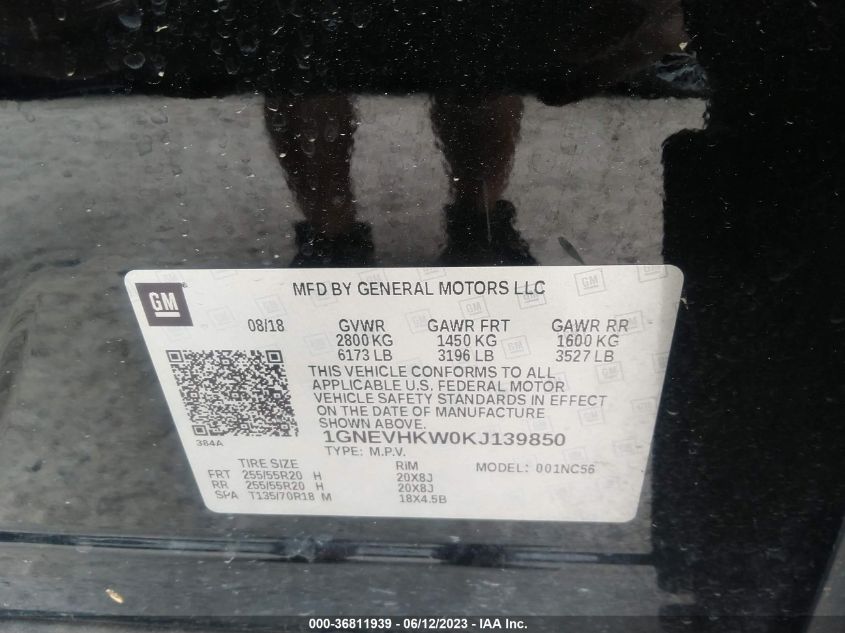 GM
MFD BY GENERAL MOTORS LLC
08/18 GVWR GAWR FRT GAWR RR
2800 KG 1450 KG 1600 KG
6173 LB 3196 LB 3527 LB
THIS VEHICLE CONFORMS TO ALL
APPLICABLE U.S. FEDERAL MOTOR
VEHICLE SAFETY STANDARDS IN EFFECT
ON THE DATE OF MANUFACTURE
SHOWN ABOVE.
384A
1GNEVHKW0KJ139850
TYPE: M.P.V.
TIRE SIZE RIM MODEL: 001NC56
FRT 255/55R20 H 20X8J
RR 255/55R20 H 20X8J
SPA T135/70R18 M 18X4.5B
000-36811939 - 06/12/2023 - IAA Inc.